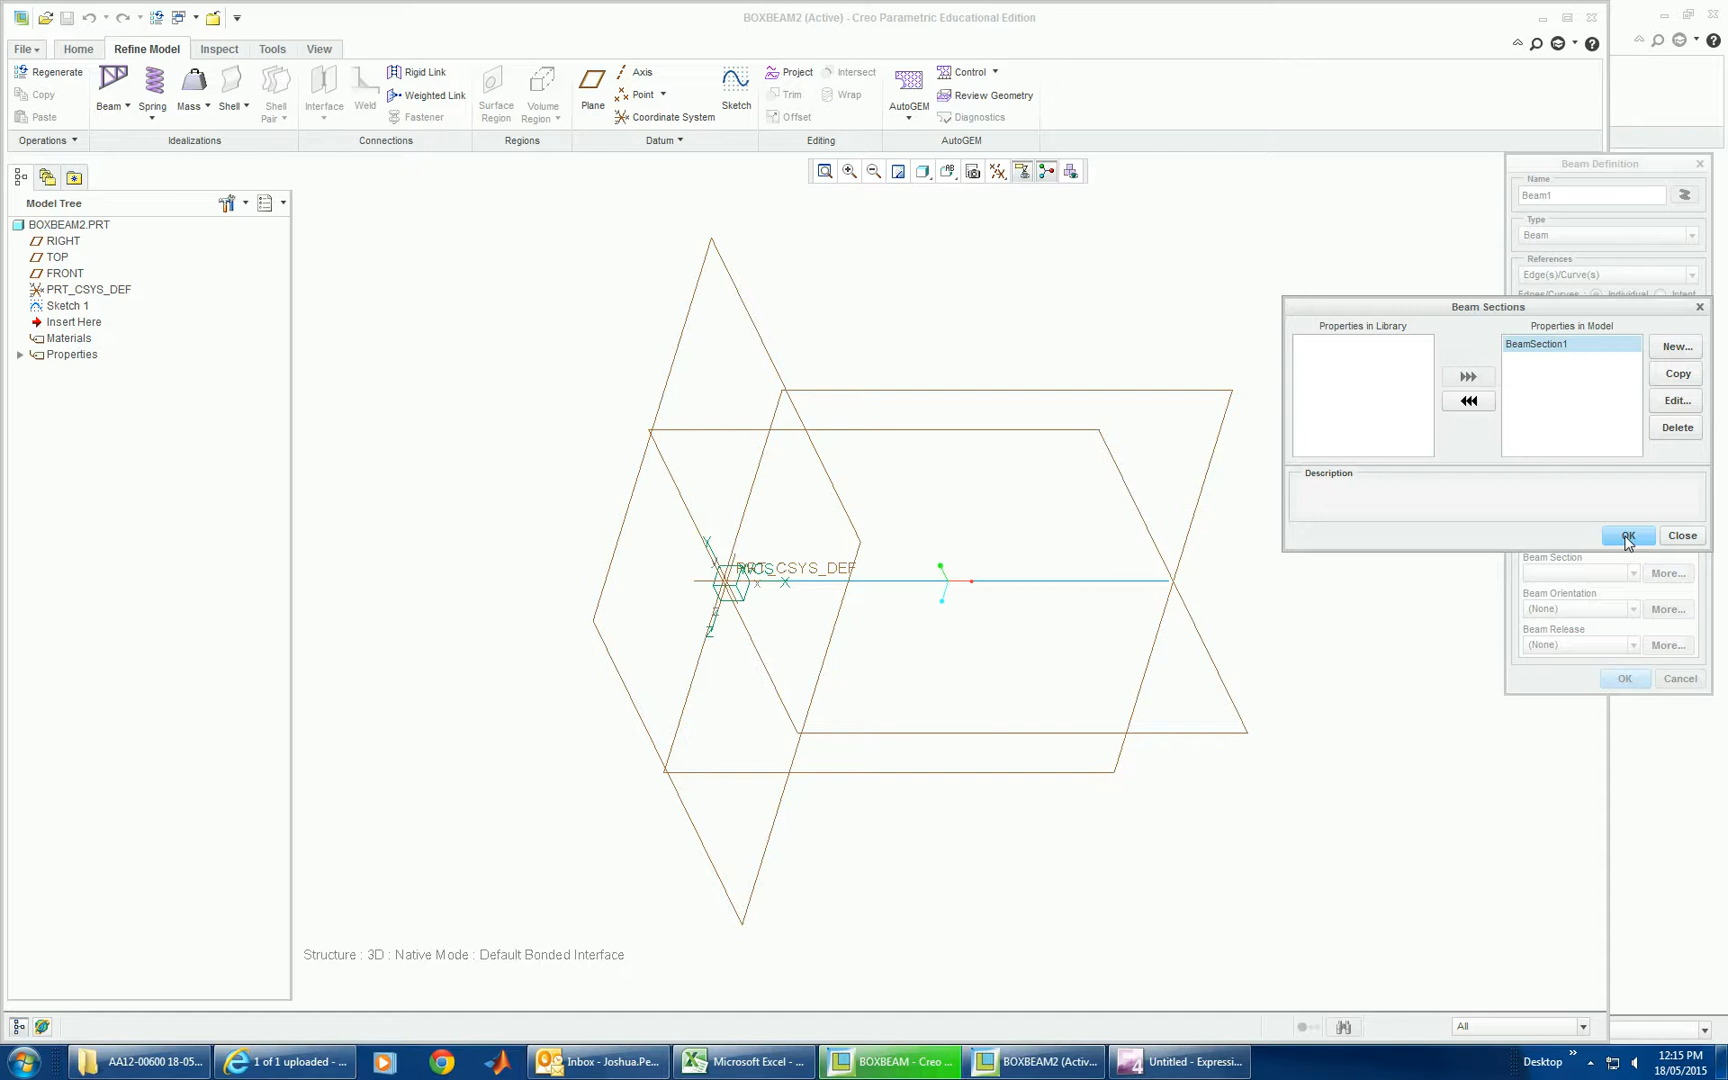 BOXBEAM2 (Active) - Creo Parametric Educational Edition
File
Home
Refine Model
Inspect
Tools
View
Regenerate
Copy
Paste
Beam
Spring
Mass
Shell
Shell Pair
Interface
Weld
Rigid Link
Weighted Link
Fastener
Surface Region
Volume Region
Plane
Axis
Point
Coordinate System
Sketch
Project
Trim
Offset
Intersect
Wrap
AutoGEM
Control
Review Geometry
Diagnostics
Operations
Idealizations
Connections
Regions
Datum
Editing
AutoGEM
Model Tree
BOXBEAM2.PRT
RIGHT
TOP
FRONT
PRT_CSYS_DEF
Sketch 1
Insert Here
Materials
Properties
PRT_CSYS_DEF
Y
X
X
Z
Structure : 3D : Native Mode : Default Bonded Interface
Beam Definition
Name
Beam1
Type
Beam
References
Edge(s)/Curve(s)
Edges/Curves : Individual Intent
Beam Sections
Properties in Library
Properties in Model
BeamSection1
New...
Copy
Edit...
Delete
Description
OK
Close
Beam Section
More...
Beam Orientation
(None)
More...
Beam Release
(None)
More...
OK
Cancel
All
AA12-00600 18-05...
1 of 1 uploaded - ...
Inbox - Joshua.Pe...
Microsoft Excel - ...
BOXBEAM - Creo ...
BOXBEAM2 (Activ...
Untitled - Expressi...
Desktop
12:15 PM
18/05/2015